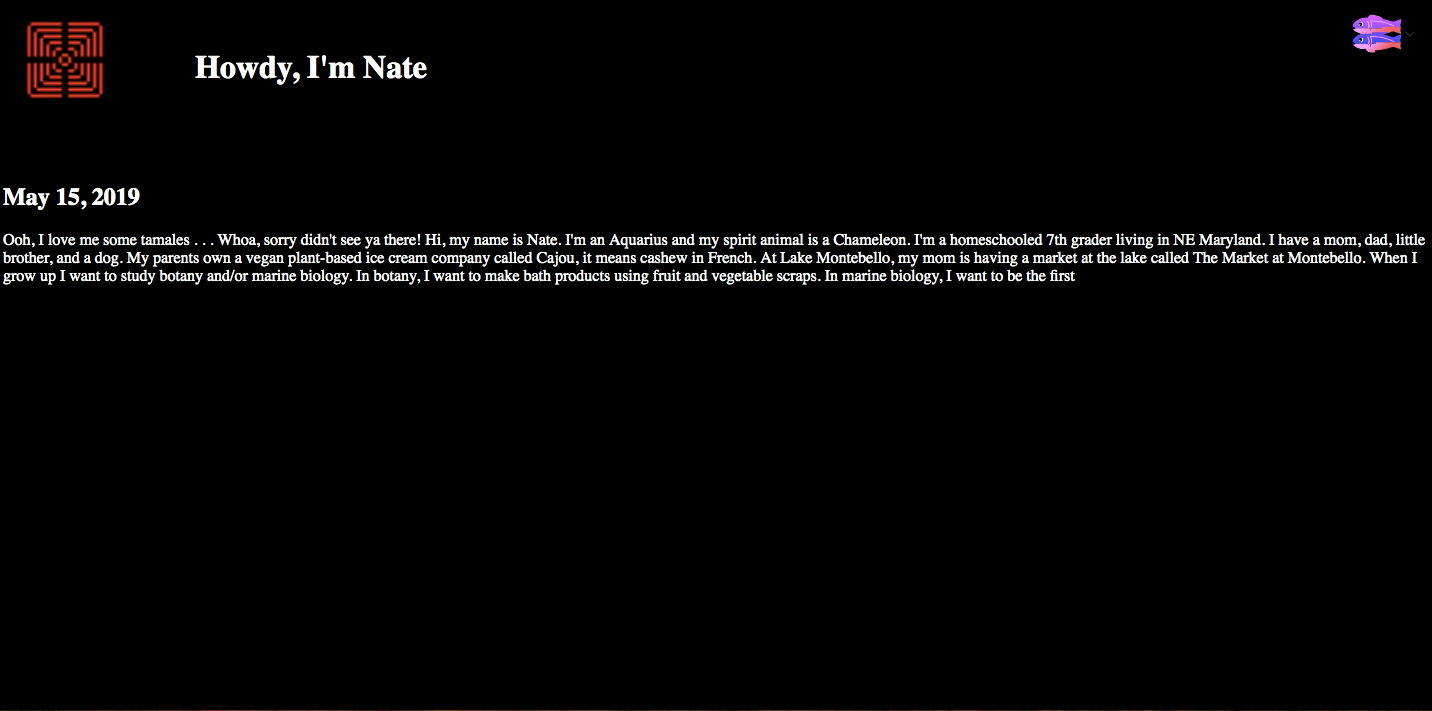 Howdy, I'm Nate
May 15, 2019
Ooh, I love me some tamales . . . Whoa, sorry didn't see ya there! Hi, my name is Nate. I'm an Aquarius and my spirit animal is a Chameleon. I'm a homeschooled 7th grader living in NE Maryland. I have a mom, dad, little
brother, and a dog. My parents own a vegan plant-based ice cream company called Cajou, it means cashew in French. At Lake Montebello, my mom is having a market at the lake called The Market at Montebello. When I
grow up I want to study botany and/or marine biology. In botany, I want to make bath products using fruit and vegetable scraps. In marine biology, I want to be the first